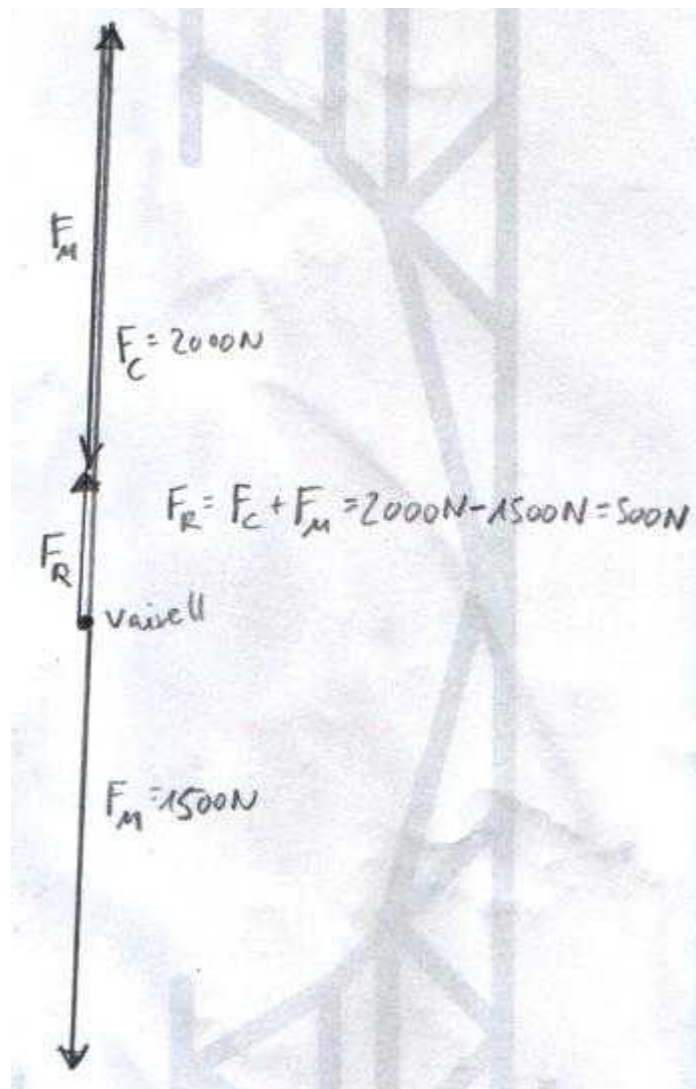 F_M
F_C = 2000N
F_R = F_C + F_M = 2000N - 1500N = 500N
F_R
vaixell
F_M = 1500N